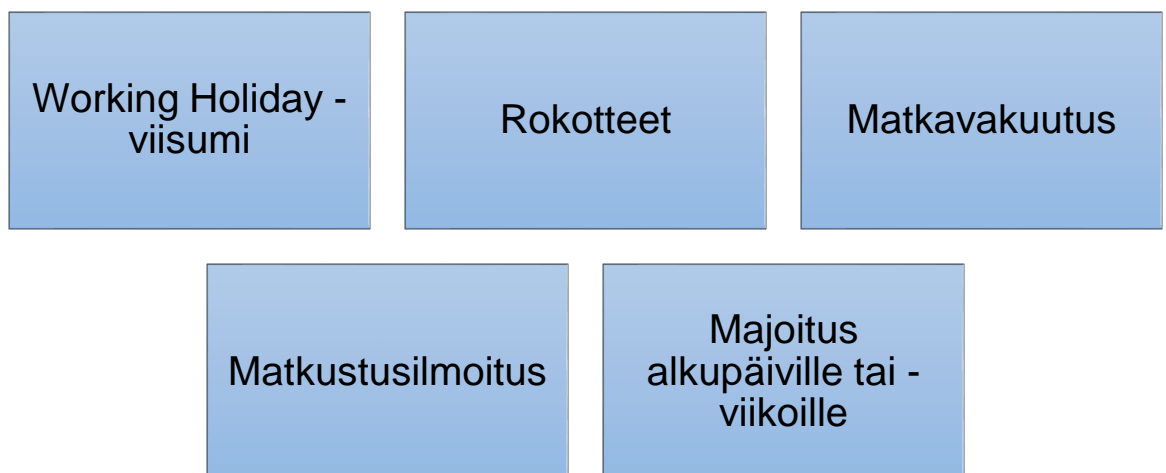 Working Holiday -
viisumi
Rokotteet
Matkavakuutus
Matkustusilmoitus
Majoitus
alkupäiville tai -
viikoille